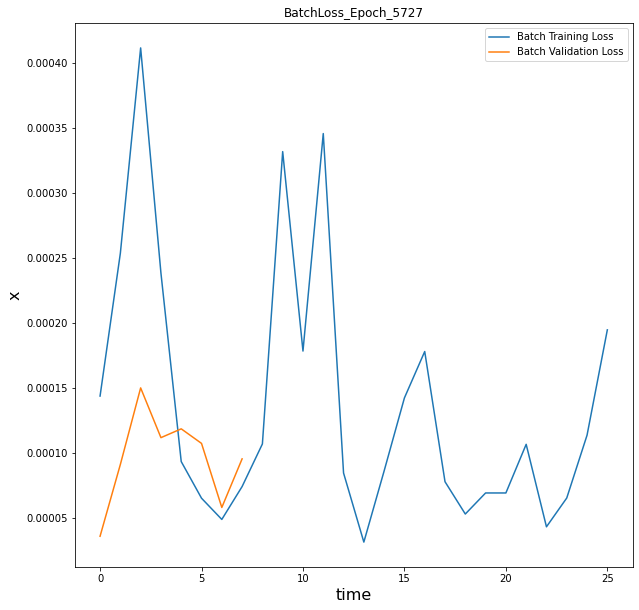 BatchLoss_Epoch_5727
Batch Training Loss
Batch Validation Loss
0.00040
0.00035
0.00030
0.00025
0.00020
0.00015
0.00010
0.00005
x
0 5 10 15 20 25
time